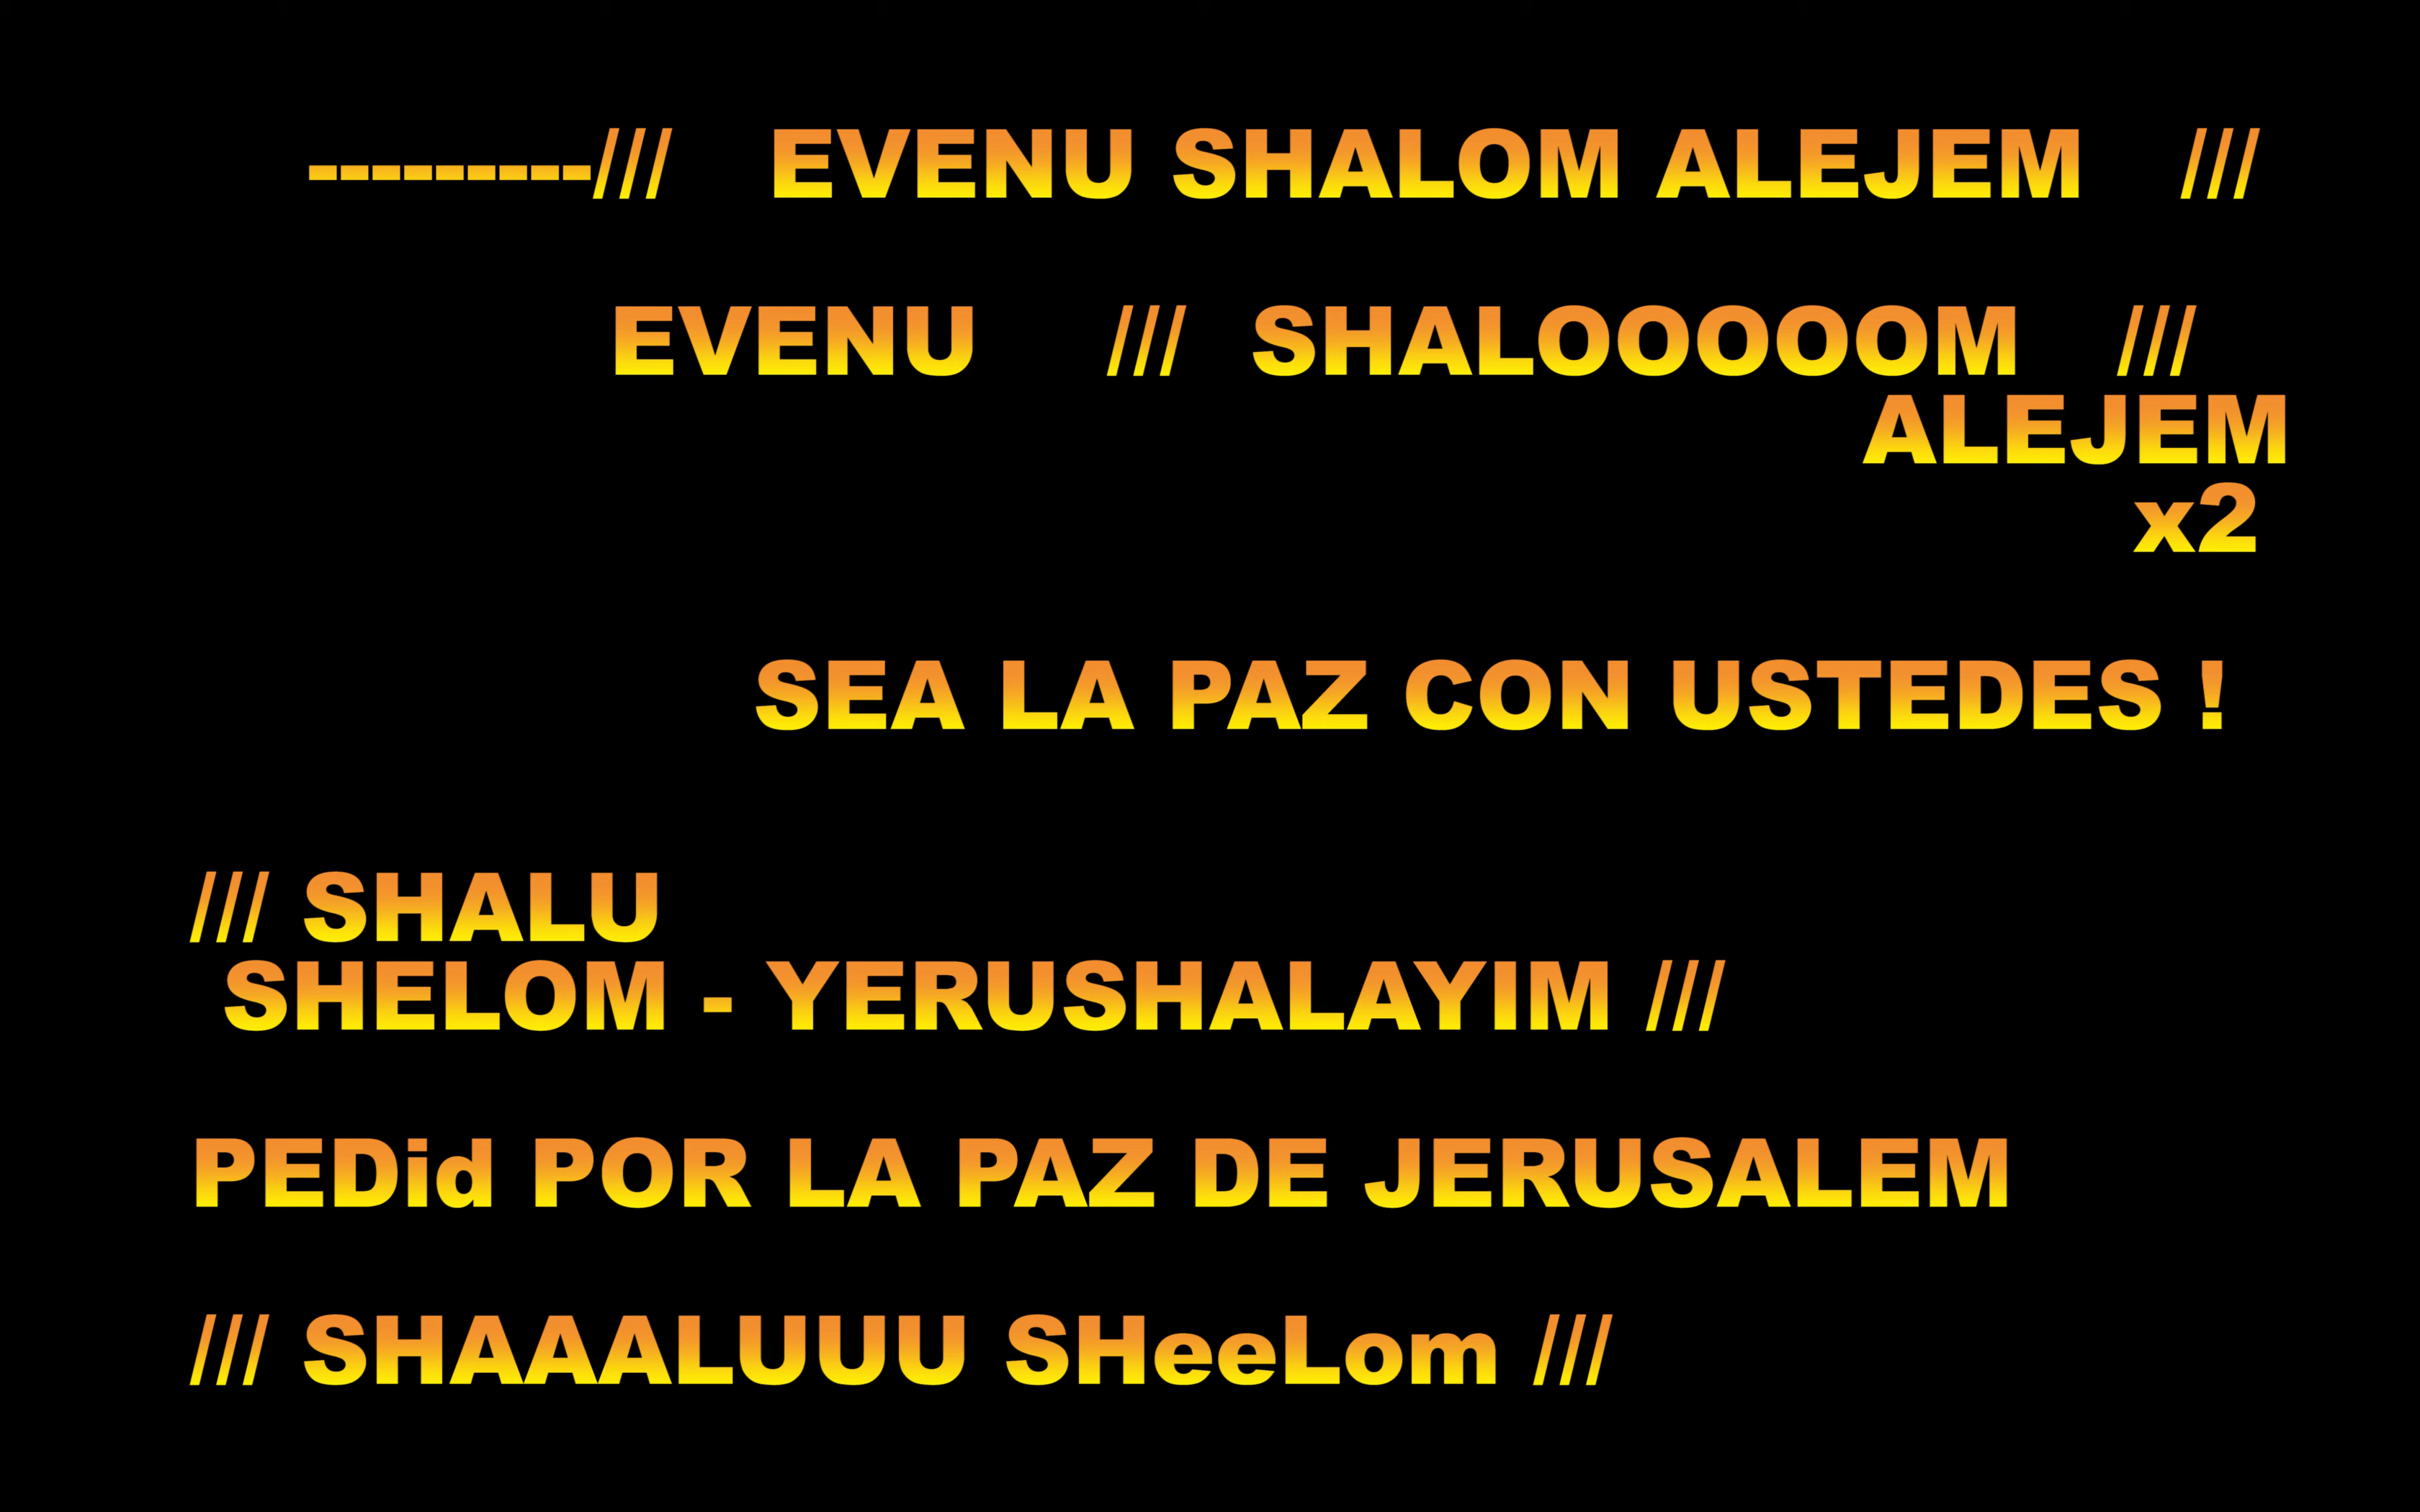 ---------/// EVENU SHALOM ALEJEM ///
EVENU /// SHALOOOOOM ///
ALEJEM
x2
SEA LA PAZ CON USTEDES !
/// SHALU
SHELOM - YERUSHALAYIM ///
PEDid POR LA PAZ DE JERUSALEM
/// SHAAALUUU SHeeLom ///